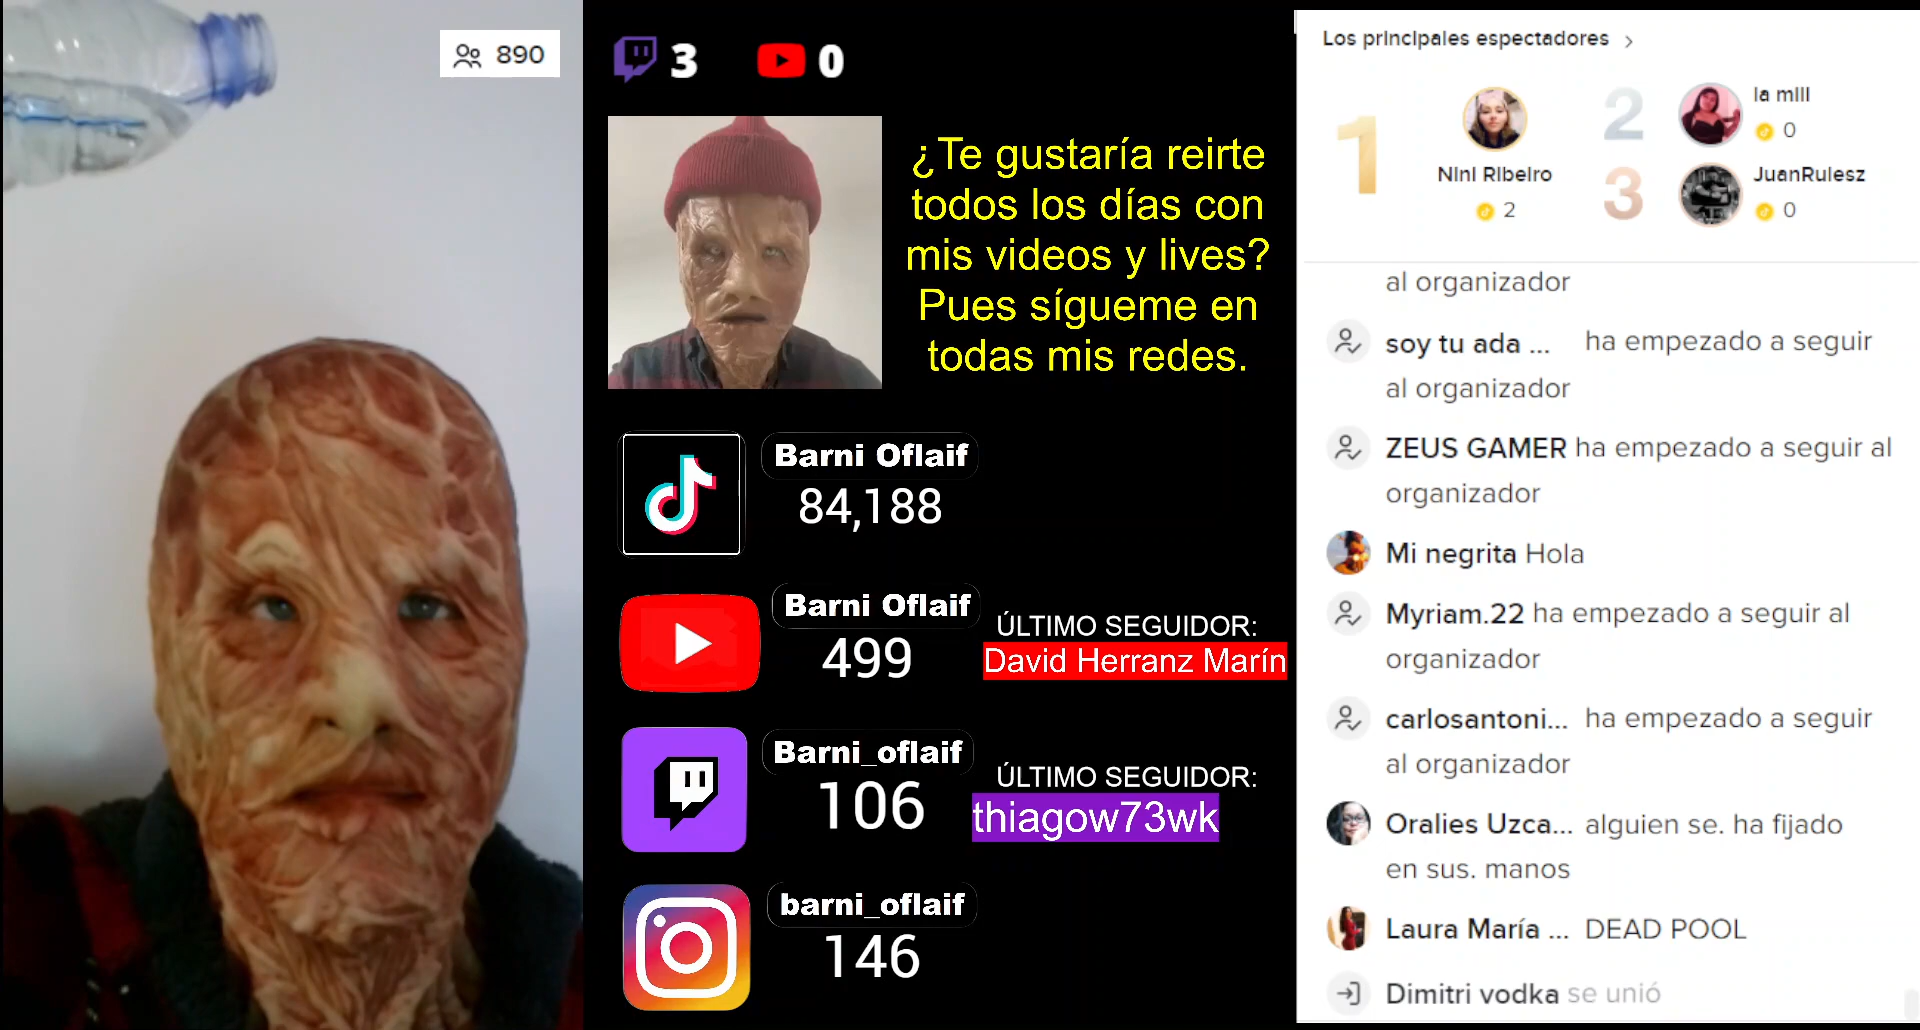 890
3
0
¿Te gustaría reirte
todos los días con
mis videos y lives?
Pues sígueme en
todas mis redes.
Barni Oflaif
84,188
Barni Oflaif
499
ÚLTIMO SEGUIDOR:
David Herranz Marín
Barni_oflaif
106
ÚLTIMO SEGUIDOR:
thiagow73wk
barni_oflaif
146
Los principales espectadores
1
Nini Ribeiro
2
2
la mill
0
3
JuanRulesz
0
al organizador
soy tu ada ... ha empezado a seguir
al organizador
ZEUS GAMER ha empezado a seguir al
organizador
Mi negrita Hola
Myriam.22 ha empezado a seguir al
organizador
carlosantoni... ha empezado a seguir
al organizador
Oralies Uzca... alguien se. ha fijado
en sus. manos
Laura María ... DEAD POOL
Dimitri vodka se unió